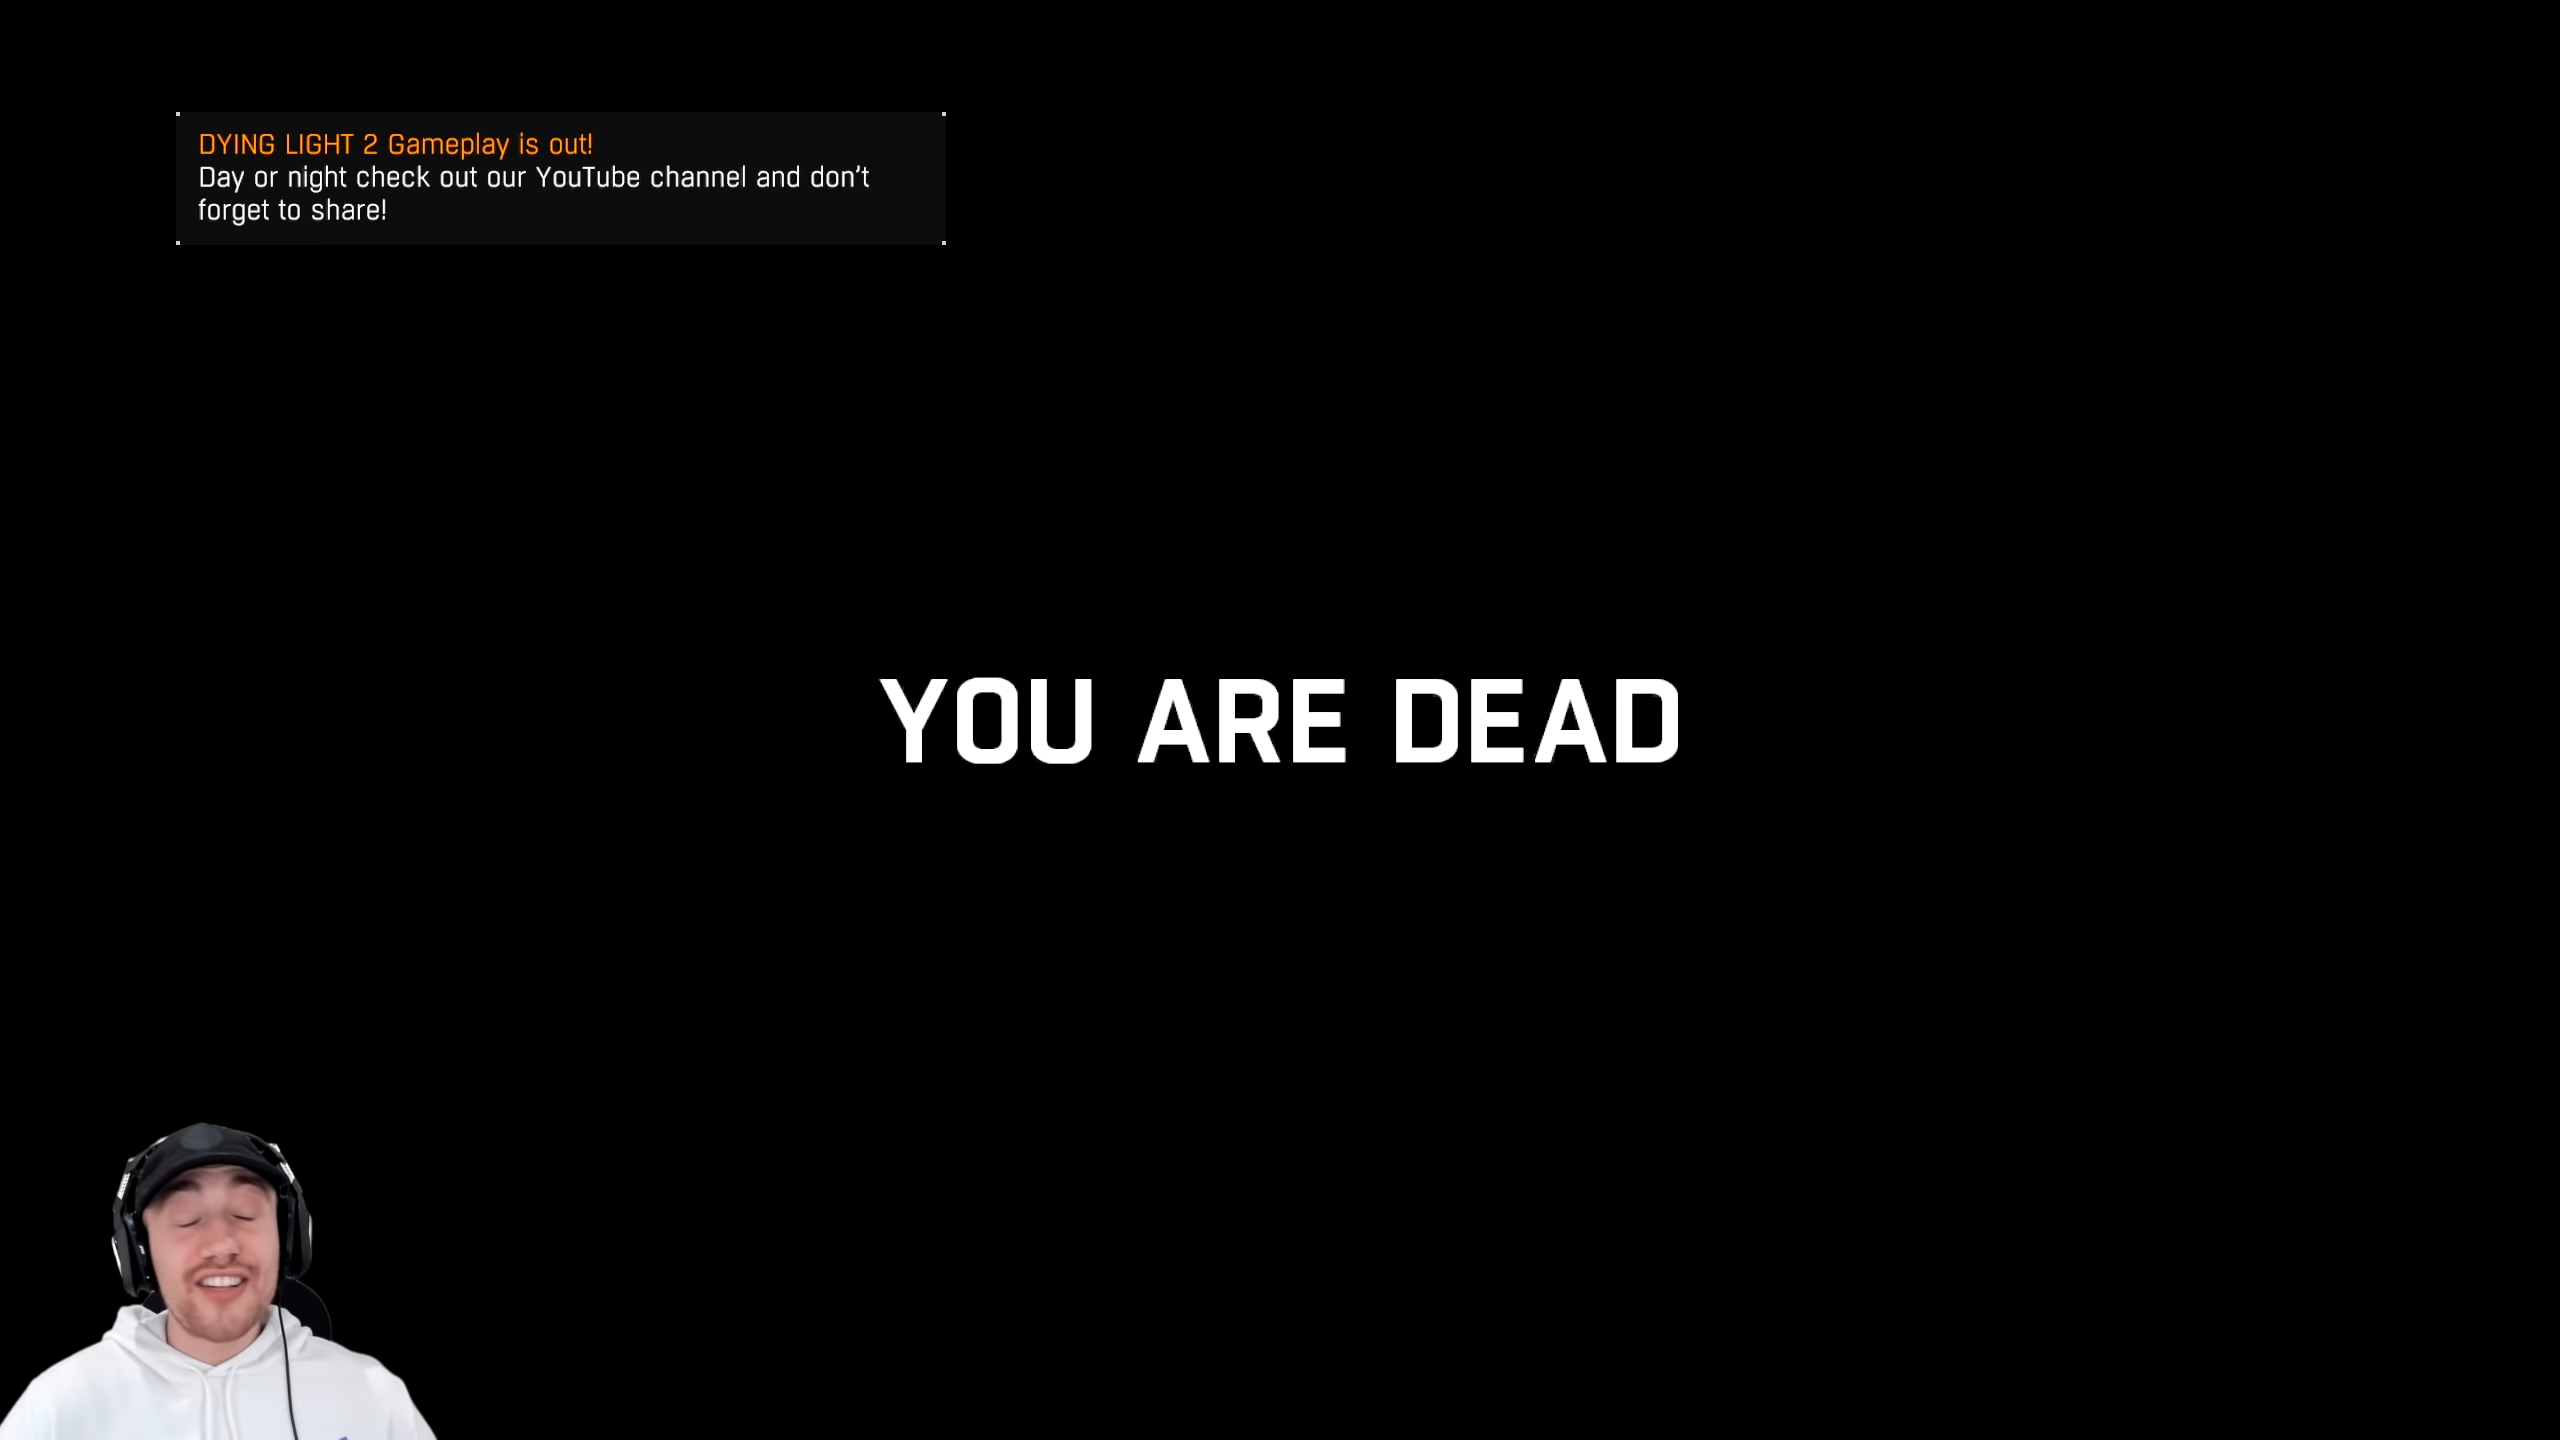 DYING LIGHT 2 Gameplay is out!
Day or night check out our YouTube channel and don't
forget to share!
YOU ARE DEAD